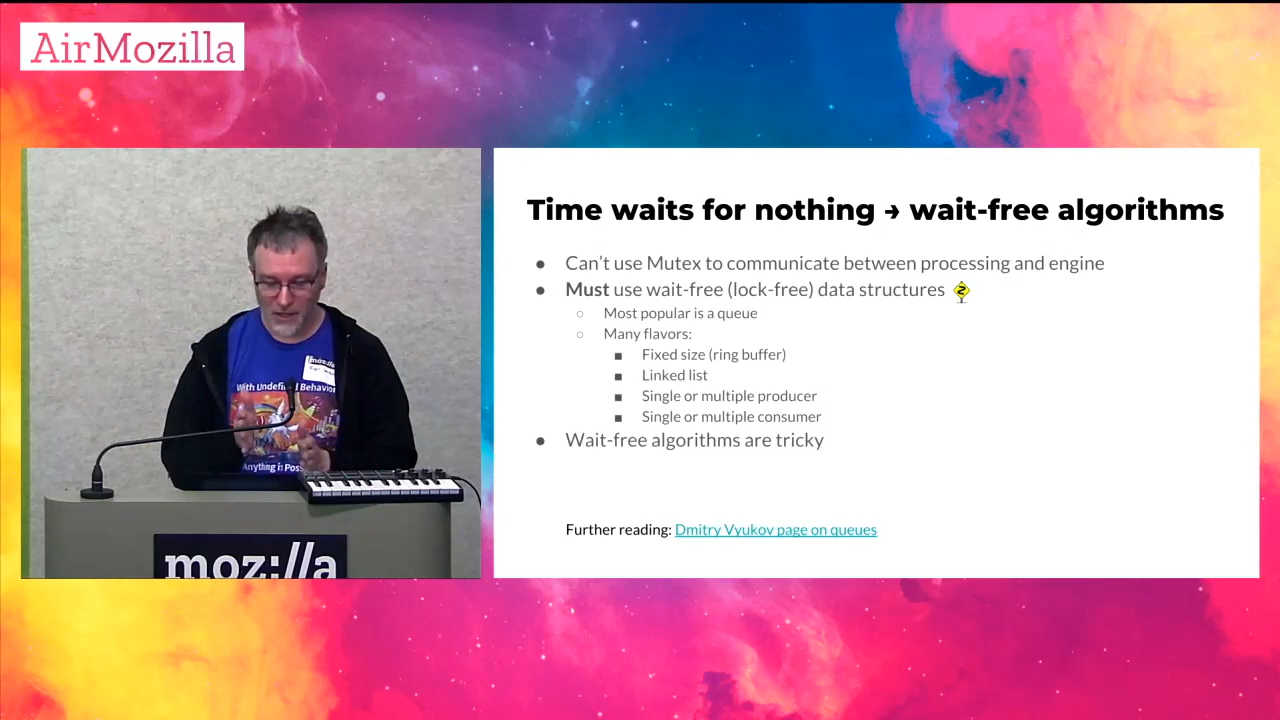 AirMozilla
Time waits for nothing → wait-free algorithms
● Can't use Mutex to communicate between processing and engine
● Must use wait-free (lock-free) data structures
○ Most popular is a queue
○ Many flavors:
■ Fixed size (ring buffer)
■ Linked list
■ Single or multiple producer
■ Single or multiple consumer
● Wait-free algorithms are tricky
Further reading: Dmitry Vyukov page on queues
moz://a
With Undefined Behavior
Anything is Poss
moz://a